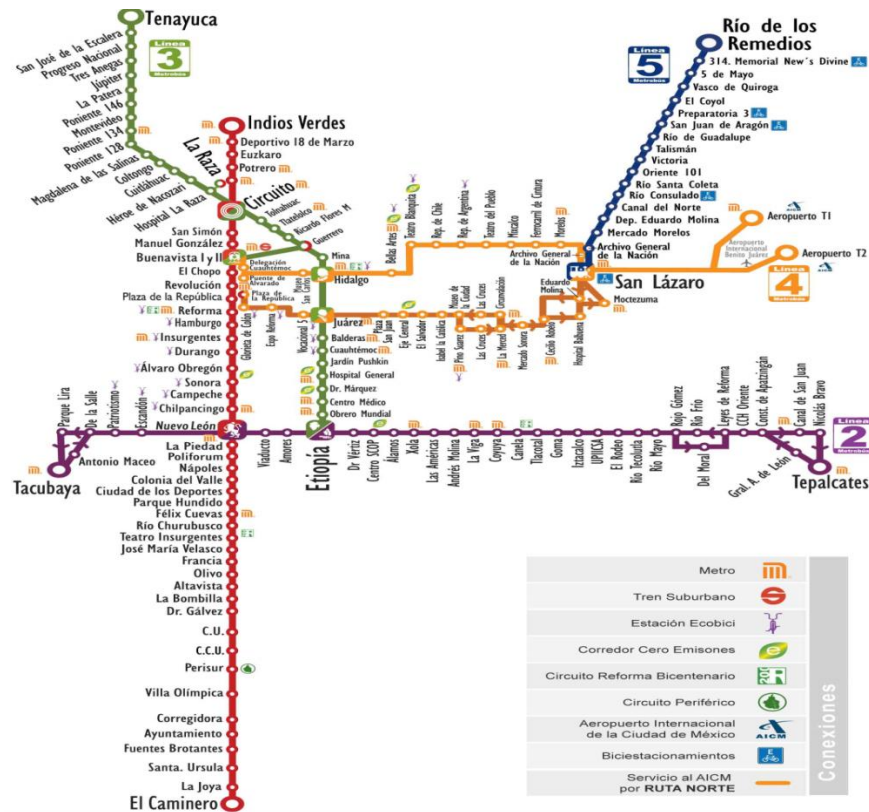 Tenayuca
San José de la Escalera
Progreso Nacional
Tres Anegas
Júpiter
La Patera
Poniente 146
Montevideo
Poniente 134
Poniente 128
Magdalena de las Salinas
Coltongo
Cuitláhuac
Héroe de Nacozari
Hospital La Raza
La Raza
Circuito
Tolnahuac
Tlatelolco
Ricardo Flores M
Guerrero
Mina
Hidalgo
Juárez
Balderas
Cuauhtémoc
Jardín Pushkin
Hospital General
Dr. Márquez
Centro Médico
Obrero Mundial
Etiopía
Línea
3
Metrobús
Indios Verdes
Deportivo 18 de Marzo
Euzkaro
Potrero
San Simón
Manuel González
Buenavista I y II
El Chopo
Revolución
Plaza de la República
Reforma
Hamburgo
Insurgentes
Durango
Álvaro Obregón
Sonora
Campeche
Chilpancingo
Nuevo León
La Piedad
Poliforum
Nápoles
Colonia del Valle
Ciudad de los Deportes
Parque Hundido
Félix Cuevas
Río Churubusco
Teatro Insurgentes
José María Velasco
Francia
Olivo
Altavista
La Bombilla
Dr. Gálvez
C.U.
C.C.U.
Perisur
Villa Olímpica
Corregidora
Ayuntamiento
Fuentes Brotantes
Santa. Ursula
La Joya
El Caminero
Río de los
Remedios
Línea
5
Metrobús
314. Memorial New's Divine
5 de Mayo
Vasco de Quiroga
El Coyol
Preparatoria 3
San Juan de Aragón
Río de Guadalupe
Talismán
Victoria
Oriente 101
Río Santa Coleta
Río Consulado
Canal del Norte
Dep. Eduardo Molina
Mercado Morelos
Archivo General de la
Nación
San Lázaro
Delegación
Cuauhtémoc
Puente de
Alvarado
Plaza de
la República
Museo
San Carlos
Bellas Artes
Teatro Blanquita
Rep. de Chile
Rep. de Argentina
Teatro del Pueblo
Mixcalco
Ferrocarril de Cintura
Morelos
Archivo General
de la Nación
Glorieta de Colón
Expo Reforma
Vocacional 5
Plaza
San Juan
Eje Central
El Salvador
Isabel la Católica
Museo de
la Ciudad
Pino Suárez
Las Cruces
Las Cruces
Circunvalación
La Merced
Mercado Sonora
Cecilio Robelo
Hospital Balbuena
Eduardo
Molina
Moctezuma
Aeropuerto T1
Aeropuerto
Internacional
Benito Juárez
Aeropuerto T2
AICM
AICM
Línea
4
Metrobús
Parque Lira
De la Salle
Patriotismo
Escandón
Antonio Maceo
Tacubaya
Viaducto
Amores
Dr Vértiz
Centro SCOP
Álamos
Xola
Las Américas
Andrés Molina
La Viga
Coyuya
Canela
Tlacotal
Goma
Iztacalco
UPIICSA
El Rodeo
Río Tecolutla
Río Mayo
Rojo Gómez
Río Frío
Del Moral
Leyes de Reforma
CCH Oriente
Const. de Apatzingán
Canal de San Juan
Nicolás Bravo
Gral. A. de León
Tepalcates
Línea
2
Metrobús
Metro
Tren Suburbano
Estación Ecobici
Corredor Cero Emisones
Circuito Reforma Bicentenario
Circuito Periférico
Aeropuerto Internacional
de la Ciudad de México
AICM
Biciestacionamientos
Servicio al AICM
por RUTA NORTE
Conexiones